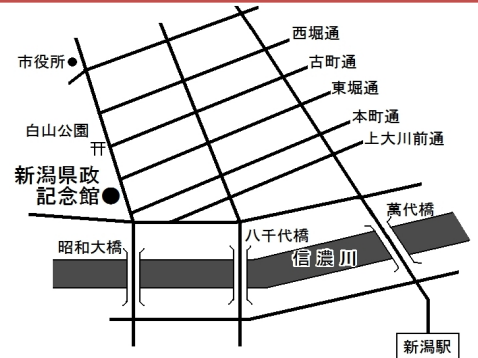 西堀通
市役所
古町通
東堀通
本町通
白山公園
上大川前通
新潟県政
記念館
萬代橋
昭和大橋
八千代橋
信濃川
新潟駅